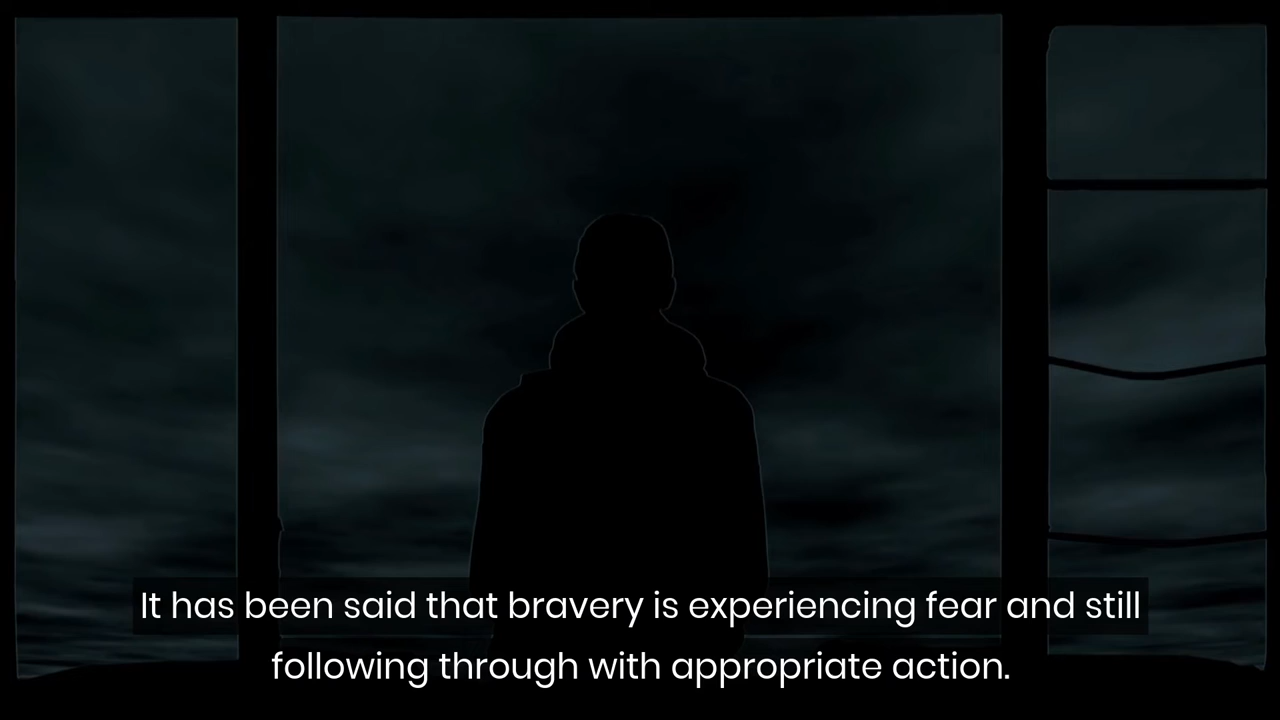 It has been said that bravery is experiencing fear and still
following through with appropriate action.